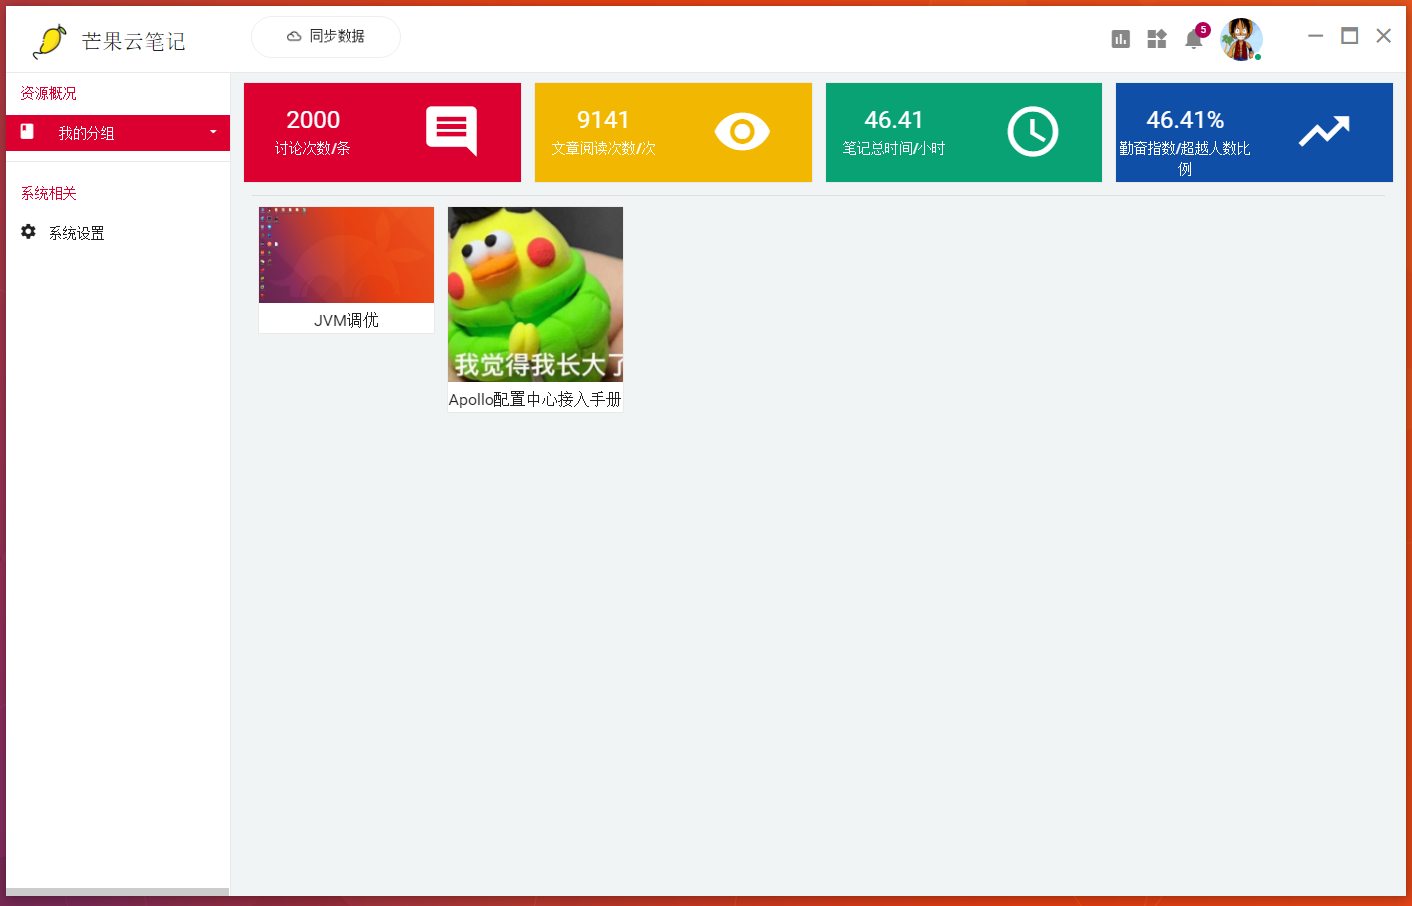 芒果云笔记
同步数据
5
资源概况
我的分组
系统相关
系统设置
2000
讨论次数/条
9141
文章阅读次数/次
46.41
笔记总时间/小时
46.41%
勤奋指数/超越人数比
例
JVM调优
我觉得我长大了
Apollo配置中心接入手册